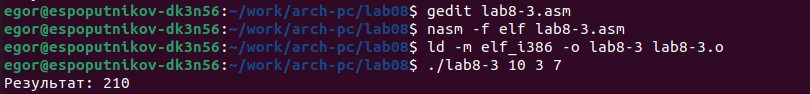 egor@espoputnikov-dk3n56:~/work/arch-pc/lab08$ gedit lab8-3.asm
egor@espoputnikov-dk3n56:~/work/arch-pc/lab08$ nasm -f elf lab8-3.asm
egor@espoputnikov-dk3n56:~/work/arch-pc/lab08$ ld -m elf_i386 -o lab8-3 lab8-3.o
egor@espoputnikov-dk3n56:~/work/arch-pc/lab08$ ./lab8-3 10 3 7
Результат: 210